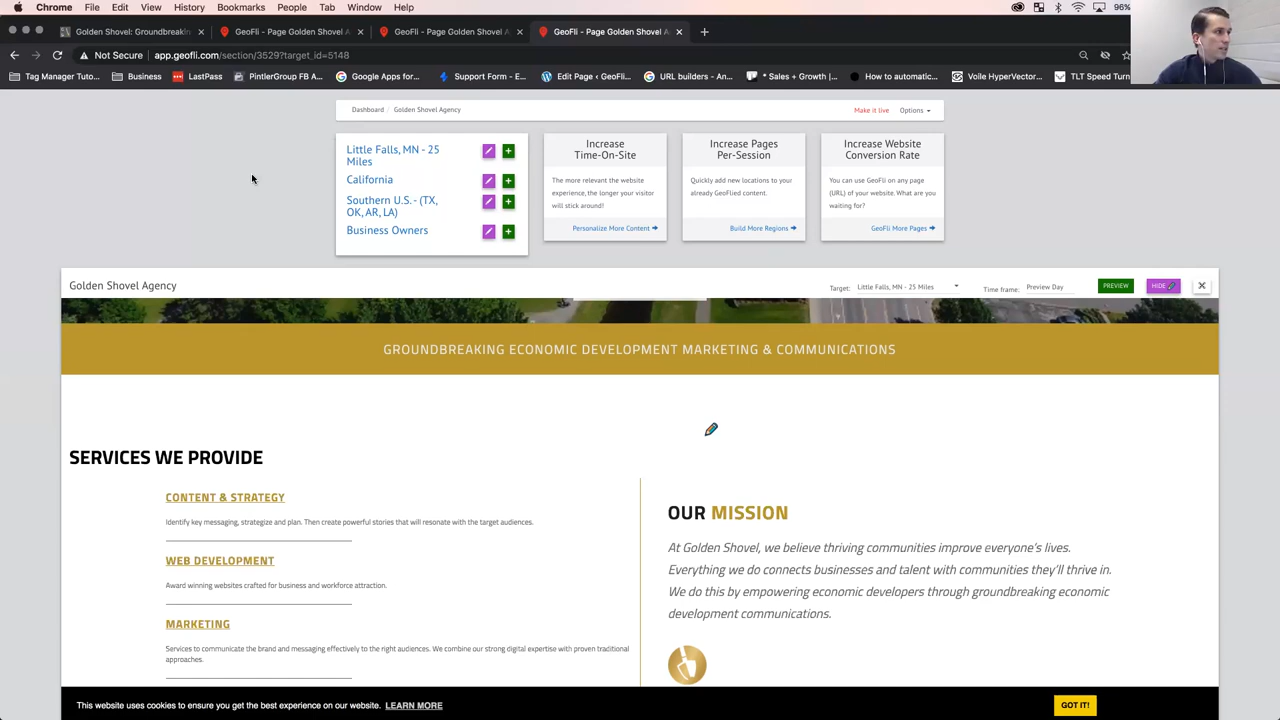 Chrome File Edit View History Bookmarks People Tab Window Help 96%
Golden Shovel: Groundbreakin × GeoFli - Page Golden Shovel A × GeoFli - Page Golden Shovel A × GeoFli - Page Golden Shovel A × +
Not Secure app.geofli.com/section/3529?target_id=5148
Tag Manager Tuto... Business LastPass PintlerGroup FB A... Google Apps for... Support Form - E... Edit Page ‹ GeoFli... URL builders - An... * Sales + Growth |... How to automatic... Voile HyperVector... TLT Speed Turn
Dashboard / Golden Shovel Agency Make it live Options
Little Falls, MN - 25
Miles
California
Southern U.S. - (TX,
OK, AR, LA)
Business Owners
Increase
Time-On-Site
The more relevant the website
experience, the longer your visitor
will stick around!
Personalize More Content
Increase Pages
Per-Session
Quickly add new locations to your
already GeoFlied content.
Build More Regions
Increase Website
Conversion Rate
You can use GeoFli on any page
(URL) of your website. What are you
waiting for?
GeoFli More Pages
Golden Shovel Agency Target: Little Falls, MN - 25 Miles Time frame: Preview Day PREVIEW HIDE ×
GROUNDBREAKING ECONOMIC DEVELOPMENT MARKETING & COMMUNICATIONS
SERVICES WE PROVIDE
CONTENT & STRATEGY
Identify key messaging, strategize and plan. Then create powerful stories that will resonate with the target audiences.
WEB DEVELOPMENT
Award winning websites crafted for business and workforce attraction.
MARKETING
Services to communicate the brand and messaging effectively to the right audiences. We combine our strong digital expertise with proven traditional
approaches.
OUR MISSION
At Golden Shovel, we believe thriving communities improve everyone's lives.
Everything we do connects businesses and talent with communities they'll thrive in.
We do this by empowering economic developers through groundbreaking economic
development communications.
This website uses cookies to ensure you get the best experience on our website. LEARN MORE GOT IT!